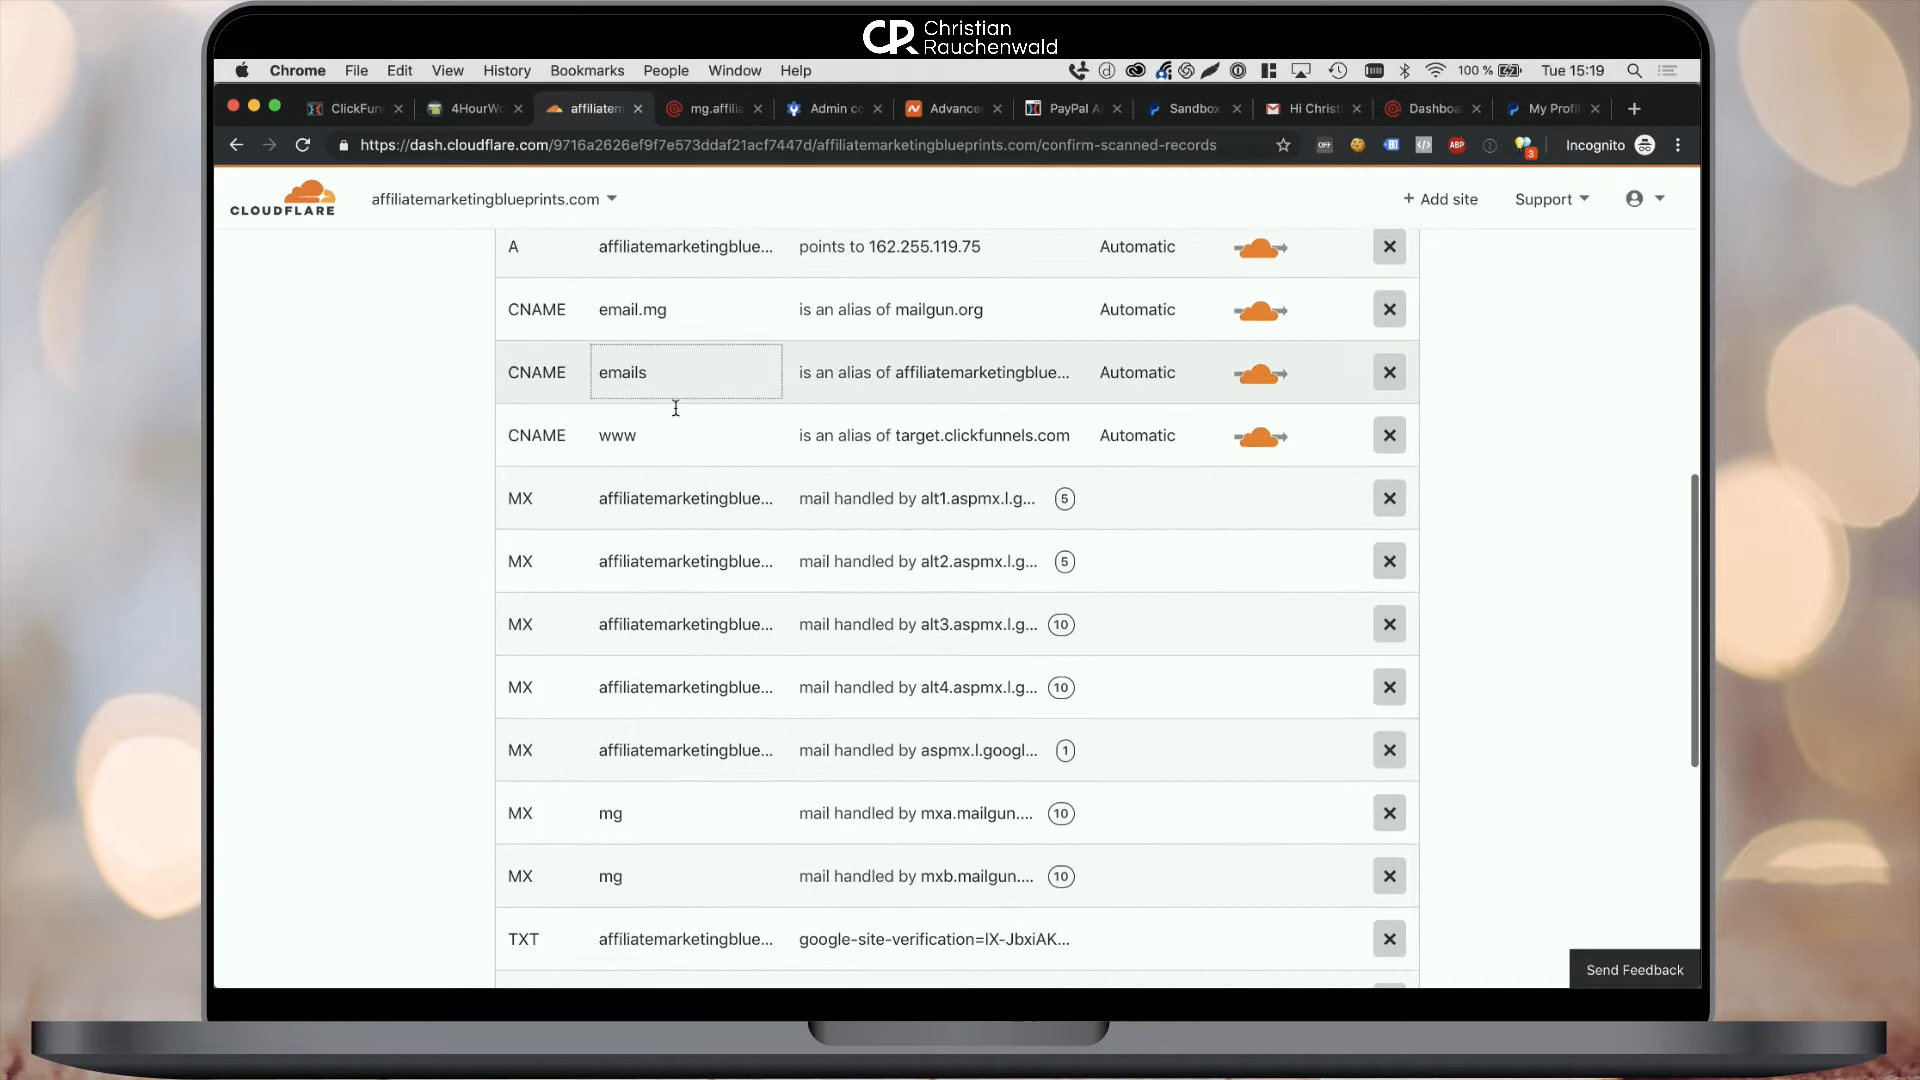 CR Christian
Rauchenwald
Chrome File Edit View History Bookmarks People Window Help 100 % Tue 15:19
ClickFun 4HourWo affiliatem mg.affilia Admin co Advance PayPal A Sandbox Hi Christ Dashboa My Profil
https://dash.cloudflare.com/9716a2626ef9f7e573ddaf21acf7447d/affiliatemarketingblueprints.com/confirm-scanned-records OFF ABP 3 Incognito
CLOUDFLARE affiliatemarketingblueprints.com + Add site Support
A affiliatemarketingblue... points to 162.255.119.75 Automatic
CNAME email.mg is an alias of mailgun.org Automatic
CNAME emails is an alias of affiliatemarketingblue... Automatic
CNAME www is an alias of target.clickfunnels.com Automatic
MX affiliatemarketingblue... mail handled by alt1.aspmx.l.g... 5
MX affiliatemarketingblue... mail handled by alt2.aspmx.l.g... 5
MX affiliatemarketingblue... mail handled by alt3.aspmx.l.g... 10
MX affiliatemarketingblue... mail handled by alt4.aspmx.l.g... 10
MX affiliatemarketingblue... mail handled by aspmx.l.googl... 1
MX mg mail handled by mxa.mailgun.... 10
MX mg mail handled by mxb.mailgun.... 10
TXT affiliatemarketingblue... google-site-verification=lX-JbxiAK...
Send Feedback